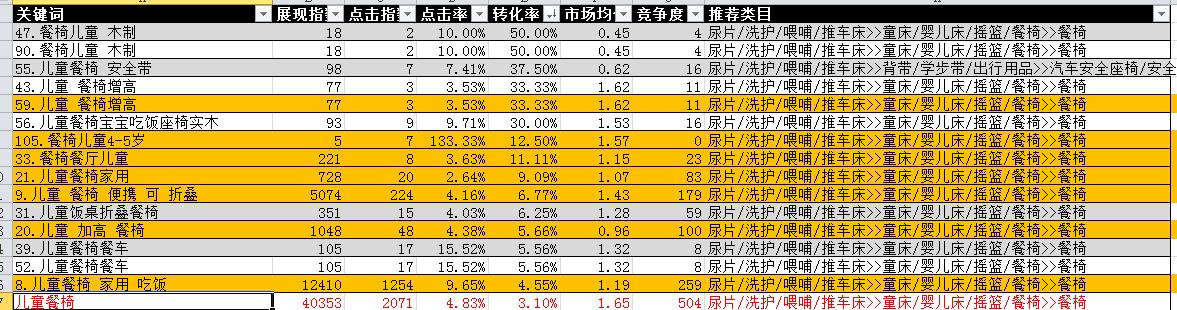 关键词 展现指数 点击指数 点击率 转化率 市场均 竞争度 推荐类目
47.餐椅儿童 木制 18 2 10.00% 50.00% 0.45 4 尿片/洗护/喂哺/推车床>>童床/婴儿床/摇篮/餐椅>>餐椅
90.餐椅儿童 木制 18 2 10.00% 50.00% 0.45 4 尿片/洗护/喂哺/推车床>>童床/婴儿床/摇篮/餐椅>>餐椅
55.儿童餐椅 安全带 98 7 7.41% 37.50% 0.62 16 尿片/洗护/喂哺/推车床>>背带/学步带/出行用品>>汽车安全座椅/安全
43.儿童 餐椅增高 77 3 3.53% 33.33% 1.62 11 尿片/洗护/喂哺/推车床>>童床/婴儿床/摇篮/餐椅>>餐椅
59.儿童 餐椅增高 77 3 3.53% 33.33% 1.62 11 尿片/洗护/喂哺/推车床>>童床/婴儿床/摇篮/餐椅>>餐椅
56.儿童餐椅宝宝吃饭座椅实木 93 9 9.71% 30.00% 1.53 16 尿片/洗护/喂哺/推车床>>童床/婴儿床/摇篮/餐椅>>餐椅
105.餐椅儿童4-5岁 5 7 133.33% 12.50% 1.57 0 尿片/洗护/喂哺/推车床>>童床/婴儿床/摇篮/餐椅>>餐椅
33.餐椅餐厅儿童 221 8 3.63% 11.11% 1.15 23 尿片/洗护/喂哺/推车床>>童床/婴儿床/摇篮/餐椅>>餐椅
21.儿童餐椅家用 728 20 2.64% 9.09% 1.07 83 尿片/洗护/喂哺/推车床>>童床/婴儿床/摇篮/餐椅>>餐椅
9.儿童 餐椅 便携 可 折叠 5074 224 4.16% 6.77% 1.43 179 尿片/洗护/喂哺/推车床>>童床/婴儿床/摇篮/餐椅>>餐椅
31.儿童饭桌折叠餐椅 351 15 4.03% 6.25% 1.28 59 尿片/洗护/喂哺/推车床>>童床/婴儿床/摇篮/餐椅>>餐椅
20.儿童 加高 餐椅 1048 48 4.38% 5.66% 0.96 100 尿片/洗护/喂哺/推车床>>童床/婴儿床/摇篮/餐椅>>餐椅
39.儿童餐椅餐车 105 17 15.52% 5.56% 1.32 8 尿片/洗护/喂哺/推车床>>童床/婴儿床/摇篮/餐椅>>餐椅
52.儿童餐椅餐车 105 17 15.52% 5.56% 1.32 8 尿片/洗护/喂哺/推车床>>童床/婴儿床/摇篮/餐椅>>餐椅
8.儿童餐椅 家用 吃饭 12410 1254 9.65% 4.55% 1.19 259 尿片/洗护/喂哺/推车床>>童床/婴儿床/摇篮/餐椅>>餐椅
儿童餐椅 40353 2071 4.83% 3.10% 1.65 504 尿片/洗护/喂哺/推车床>>童床/婴儿床/摇篮/餐椅>>餐椅